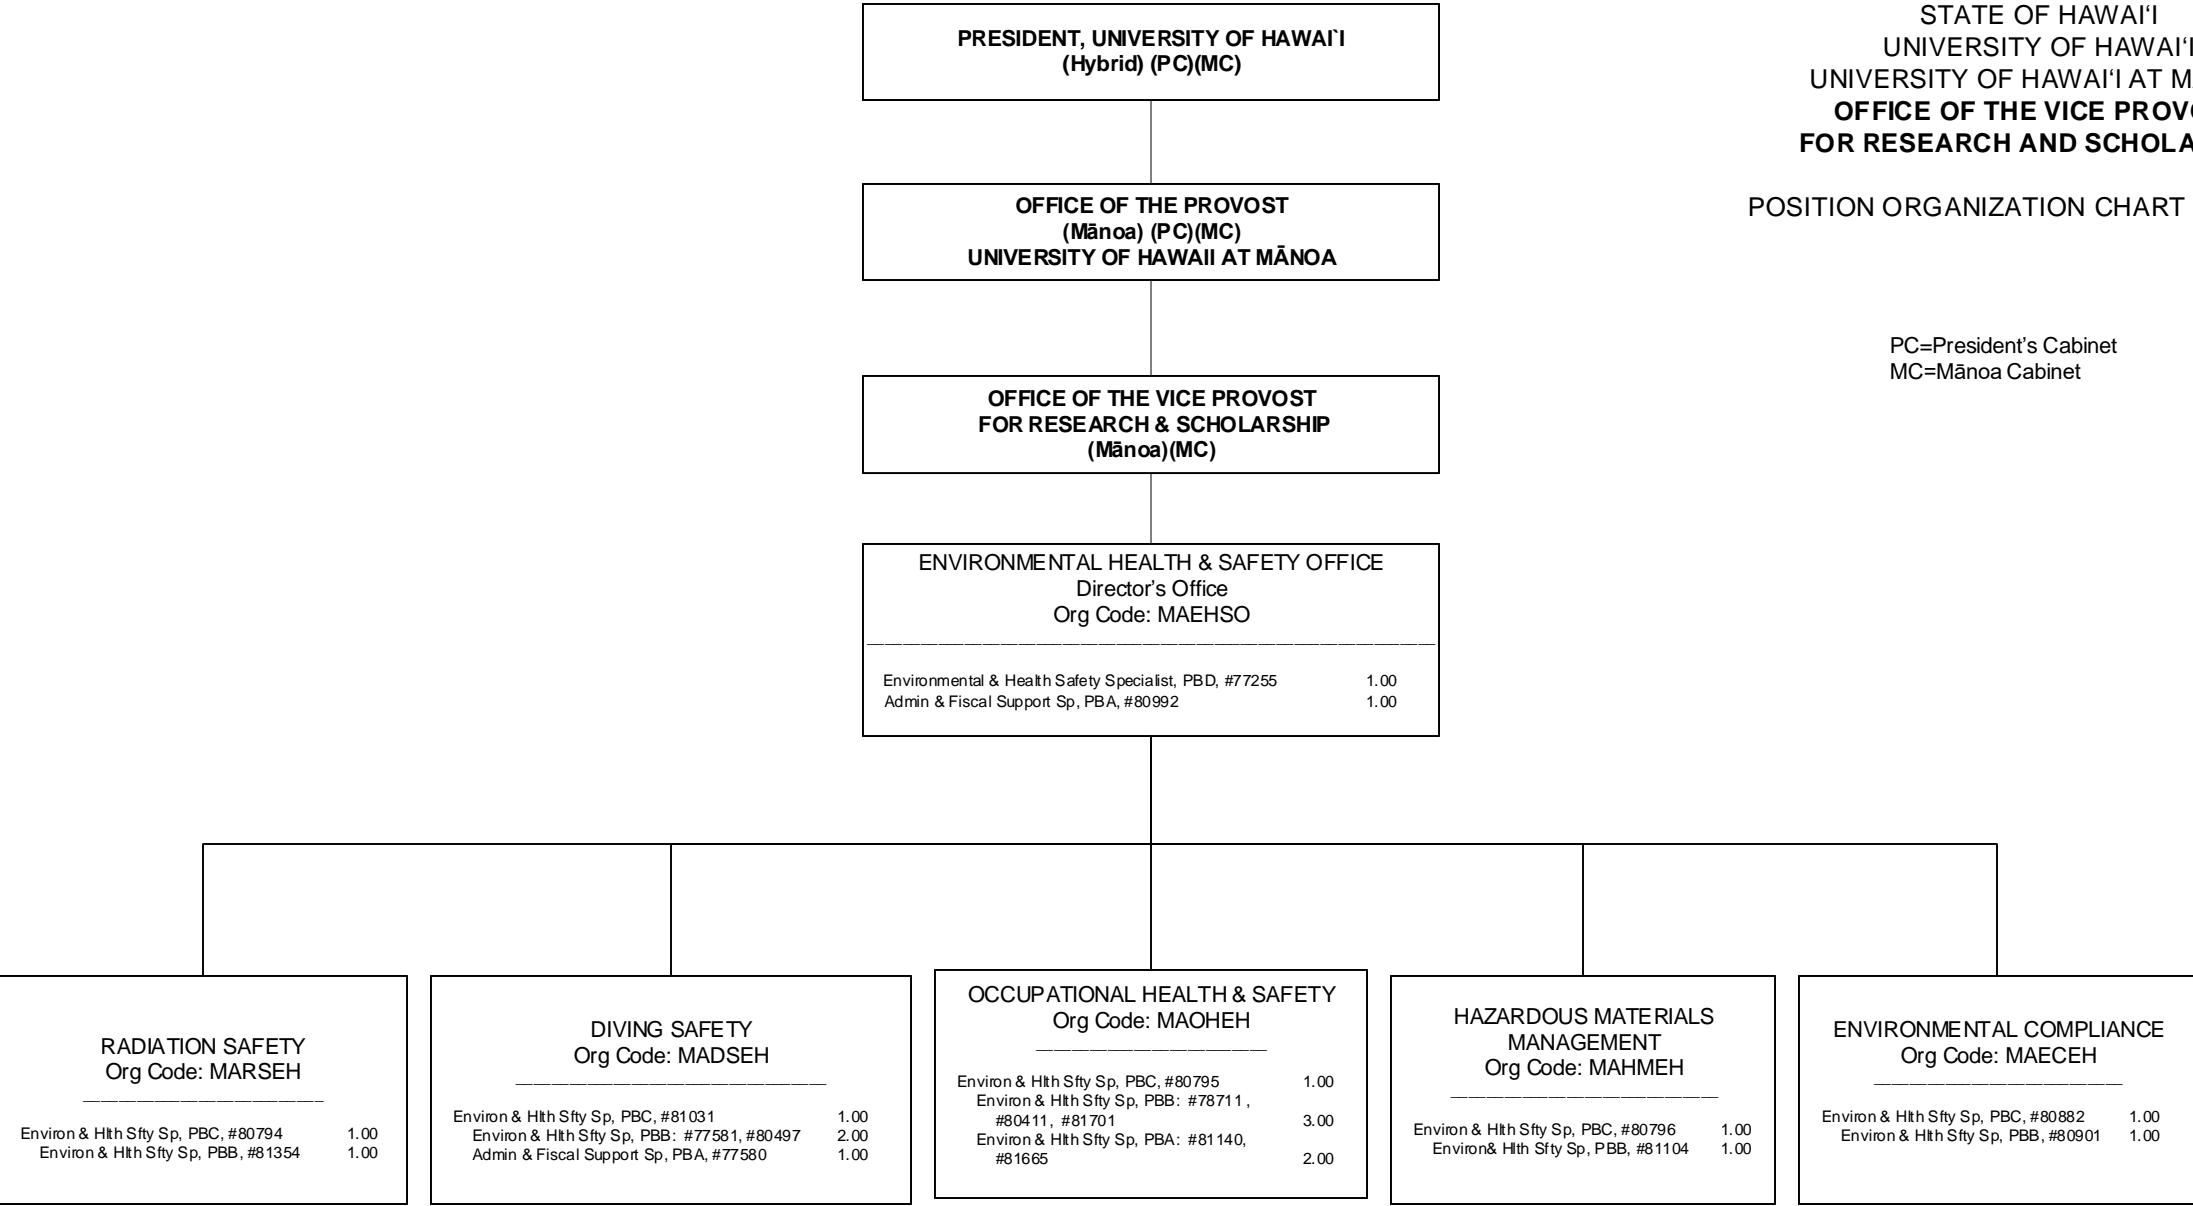 PRESIDENT, UNIVERSITY OF HAWAI`I
(Hybrid) (PC)(MC)
STATE OF HAWAI‘I
UNIVERSITY OF HAWAI‘I
UNIVERSITY OF HAWAI‘I AT
OFFICE OF THE VICE
FOR RESEARCH AND
POSITION ORGANIZATION CHART
OFFICE OF THE PROVOST
(Mānoa) (PC)(MC)
UNIVERSITY OF HAWAII AT MĀNOA
PC=President’s Cabinet
MC=Mānoa Cabinet
OFFICE OF THE VICE PROVOST
FOR RESEARCH & SCHOLARSHIP
(Mānoa)(MC)
ENVIRONMENTAL HEALTH & SAFETY OFFICE
Director’s Office
Org Code: MAEHSO
Environmental & Health Safety Specialist, PBD, #77255 1.00
Admin & Fiscal Support Sp, PBA, #80992 1.00
RADIATION SAFETY
Org Code: MARSEH
Environ & Hlth Sfty Sp, PBC, #80794 1.00
Environ & Hlth Sfty Sp, PBB, #81354 1.00
DIVING SAFETY
Org Code: MADSEH
Environ & Hlth Sfty Sp, PBC, #81031 1.00
Environ & Hlth Sfty Sp, PBB: #77581, #80497 2.00
Admin & Fiscal Support Sp, PBA, #77580 1.00
OCCUPATIONAL HEALTH & SAFETY
Org Code: MAOHEH
Environ & Hlth Sfty Sp, PBC, #80795 1.00
Environ & Hlth Sfty Sp, PBB: #78711 ,
#80411, #81701 3.00
Environ & Hlth Sfty Sp, PBA: #81140,
#81665 2.00
HAZARDOUS MATERIALS
MANAGEMENT
Org Code: MAHMEH
Environ & Hlth Sfty Sp, PBC, #80796 1.00
Environ& Hlth Sfty Sp, PBB, #81104 1.00
ENVIRONMENTAL COMPLIANCE
Org Code: MAECEH
Environ & Hlth Sfty Sp, PBC, #80882 1.00
Environ & Hlth Sfty Sp, PBB, #80901 1.00